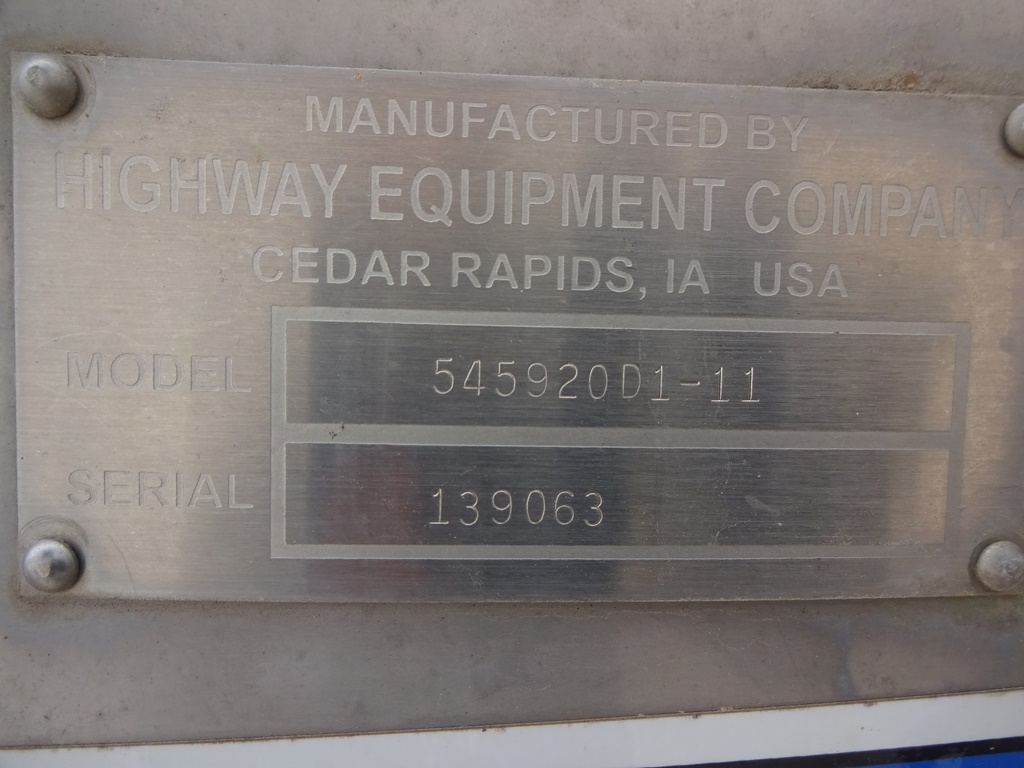 MANUFACTURED BY
HIGHWAY EQUIPMENT COMPANY
CEDAR RAPIDS, IA USA
MODEL 545920D1-11
SERIAL 139063